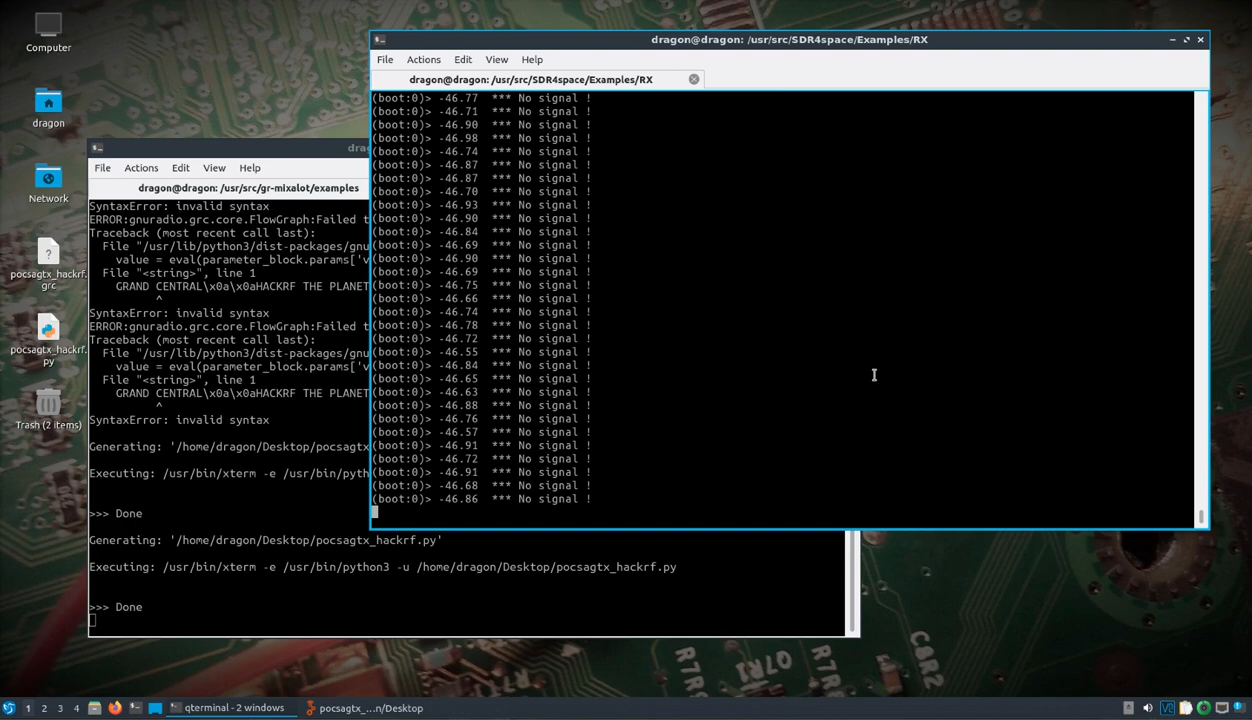 Computer
dragon
Network
pocsagtx_hackrf.
grc
pocsagtx_hackrf.
py
Trash (2 items)
dra
File Actions Edit View Help
dragon@dragon: /usr/src/gr-mixalot/examples
SyntaxError: invalid syntax
ERROR:gnuradio.grc.core.FlowGraph:Failed t
Traceback (most recent call last):
File "/usr/lib/python3/dist-packages/gnu
value = eval(parameter_block.params['v
File "<string>", line 1
GRAND CENTRAL\x0a\x0aHACKRF THE PLANET
^
SyntaxError: invalid syntax
ERROR:gnuradio.grc.core.FlowGraph:Failed t
Traceback (most recent call last):
File "/usr/lib/python3/dist-packages/gnu
value = eval(parameter_block.params['v
File "<string>", line 1
GRAND CENTRAL\x0a\x0aHACKRF THE PLANET
^
SyntaxError: invalid syntax
Generating: '/home/dragon/Desktop/pocsagtx
Executing: /usr/bin/xterm -e /usr/bin/pyth
>>> Done
Generating: '/home/dragon/Desktop/pocsagtx_hackrf.py'
Executing: /usr/bin/xterm -e /usr/bin/python3 -u /home/dragon/Desktop/pocsagtx_hackrf.py
>>> Done
dragon@dragon: /usr/src/SDR4space/Examples/RX
File Actions Edit View Help
dragon@dragon: /usr/src/SDR4space/Examples/RX
(boot:0)> -46.77 *** No signal !
(boot:0)> -46.71 *** No signal !
(boot:0)> -46.90 *** No signal !
(boot:0)> -46.98 *** No signal !
(boot:0)> -46.74 *** No signal !
(boot:0)> -46.87 *** No signal !
(boot:0)> -46.87 *** No signal !
(boot:0)> -46.70 *** No signal !
(boot:0)> -46.93 *** No signal !
(boot:0)> -46.90 *** No signal !
(boot:0)> -46.84 *** No signal !
(boot:0)> -46.69 *** No signal !
(boot:0)> -46.90 *** No signal !
(boot:0)> -46.69 *** No signal !
(boot:0)> -46.75 *** No signal !
(boot:0)> -46.66 *** No signal !
(boot:0)> -46.74 *** No signal !
(boot:0)> -46.78 *** No signal !
(boot:0)> -46.72 *** No signal !
(boot:0)> -46.55 *** No signal !
(boot:0)> -46.84 *** No signal !
(boot:0)> -46.65 *** No signal !
(boot:0)> -46.63 *** No signal !
(boot:0)> -46.88 *** No signal !
(boot:0)> -46.76 *** No signal !
(boot:0)> -46.57 *** No signal !
(boot:0)> -46.91 *** No signal !
(boot:0)> -46.72 *** No signal !
(boot:0)> -46.91 *** No signal !
(boot:0)> -46.68 *** No signal !
(boot:0)> -46.86 *** No signal !
1 2 3 4 qterminal - 2 windows pocsagtx_...n/Desktop